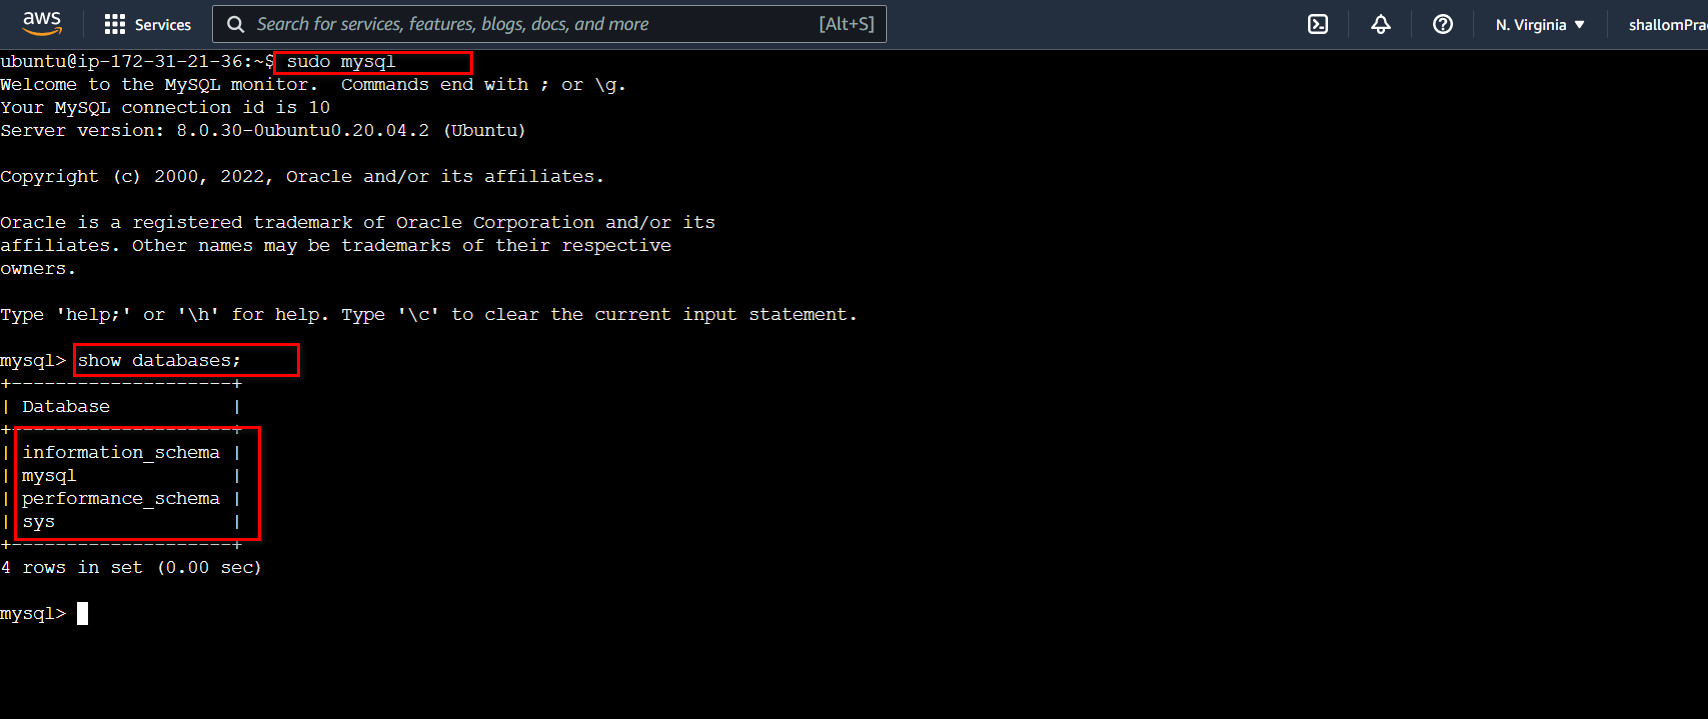 aws
Services
Search for services, features, blogs, docs, and more
[Alt+S]
N. Virginia
shallomPra
ubuntu@ip-172-31-21-36:~$ sudo mysql
Welcome to the MySQL monitor.  Commands end with ; or \g.
Your MySQL connection id is 10
Server version: 8.0.30-0ubuntu0.20.04.2 (Ubuntu)
Copyright (c) 2000, 2022, Oracle and/or its affiliates.
Oracle is a registered trademark of Oracle Corporation and/or its
affiliates. Other names may be trademarks of their respective
owners.
Type 'help;' or '\h' for help. Type '\c' to clear the current input statement.
mysql> show databases;
+--------------------+
| Database           |
+--------------------+
| information_schema |
| mysql              |
| performance_schema |
| sys                |
+--------------------+
4 rows in set (0.00 sec)
mysql>